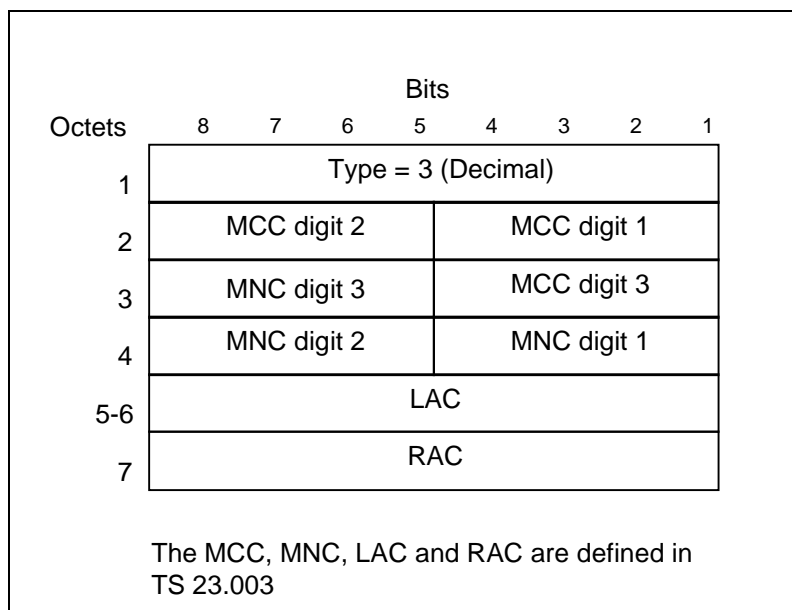 Bits
Octets 8 7 6 5 4 3 2 1
1 Type = 3 (Decimal)
2 MCC digit 2 MCC digit 1
3 MNC digit 3 MCC digit 3
4 MNC digit 2 MNC digit 1
5-6 LAC
7 RAC
The MCC, MNC, LAC and RAC are defined in
TS 23.003